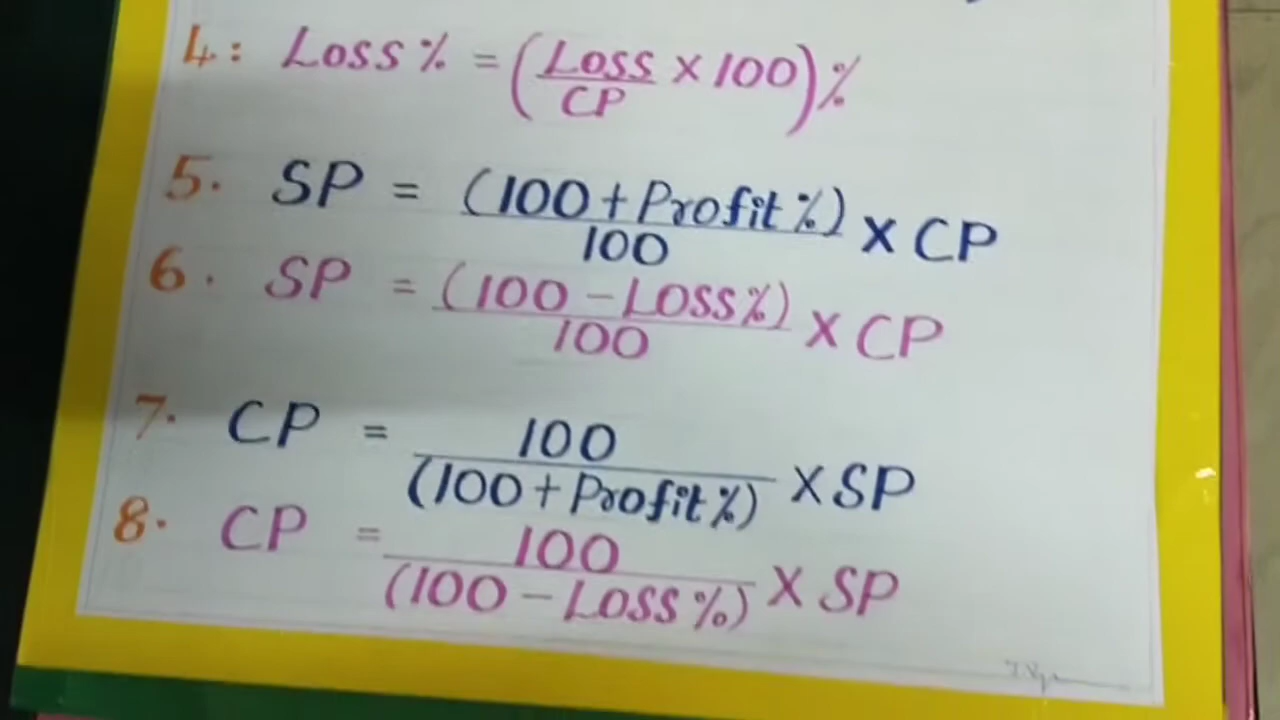 4: Loss % = (Loss/CP × 100) %
5. SP = (100 + Profit %)/100 × CP
6. SP = (100 - Loss %)/100 × CP
7. CP = 100/(100 + Profit %) × SP
8. CP = 100/(100 - Loss %) × SP